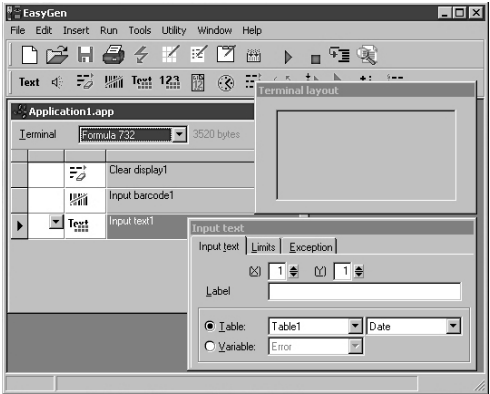 EasyGen
File Edit Insert Run Tools Utility Window Help
Text Text 123
Terminal layout
Application1.app
Terminal Formula 732 3520 bytes
Clear display1
Input barcode1
Text Input text1
Input text
Input text Limits Exception
(X) 1 (Y) 1
Label
Table: Table1 Date
Variable: Error